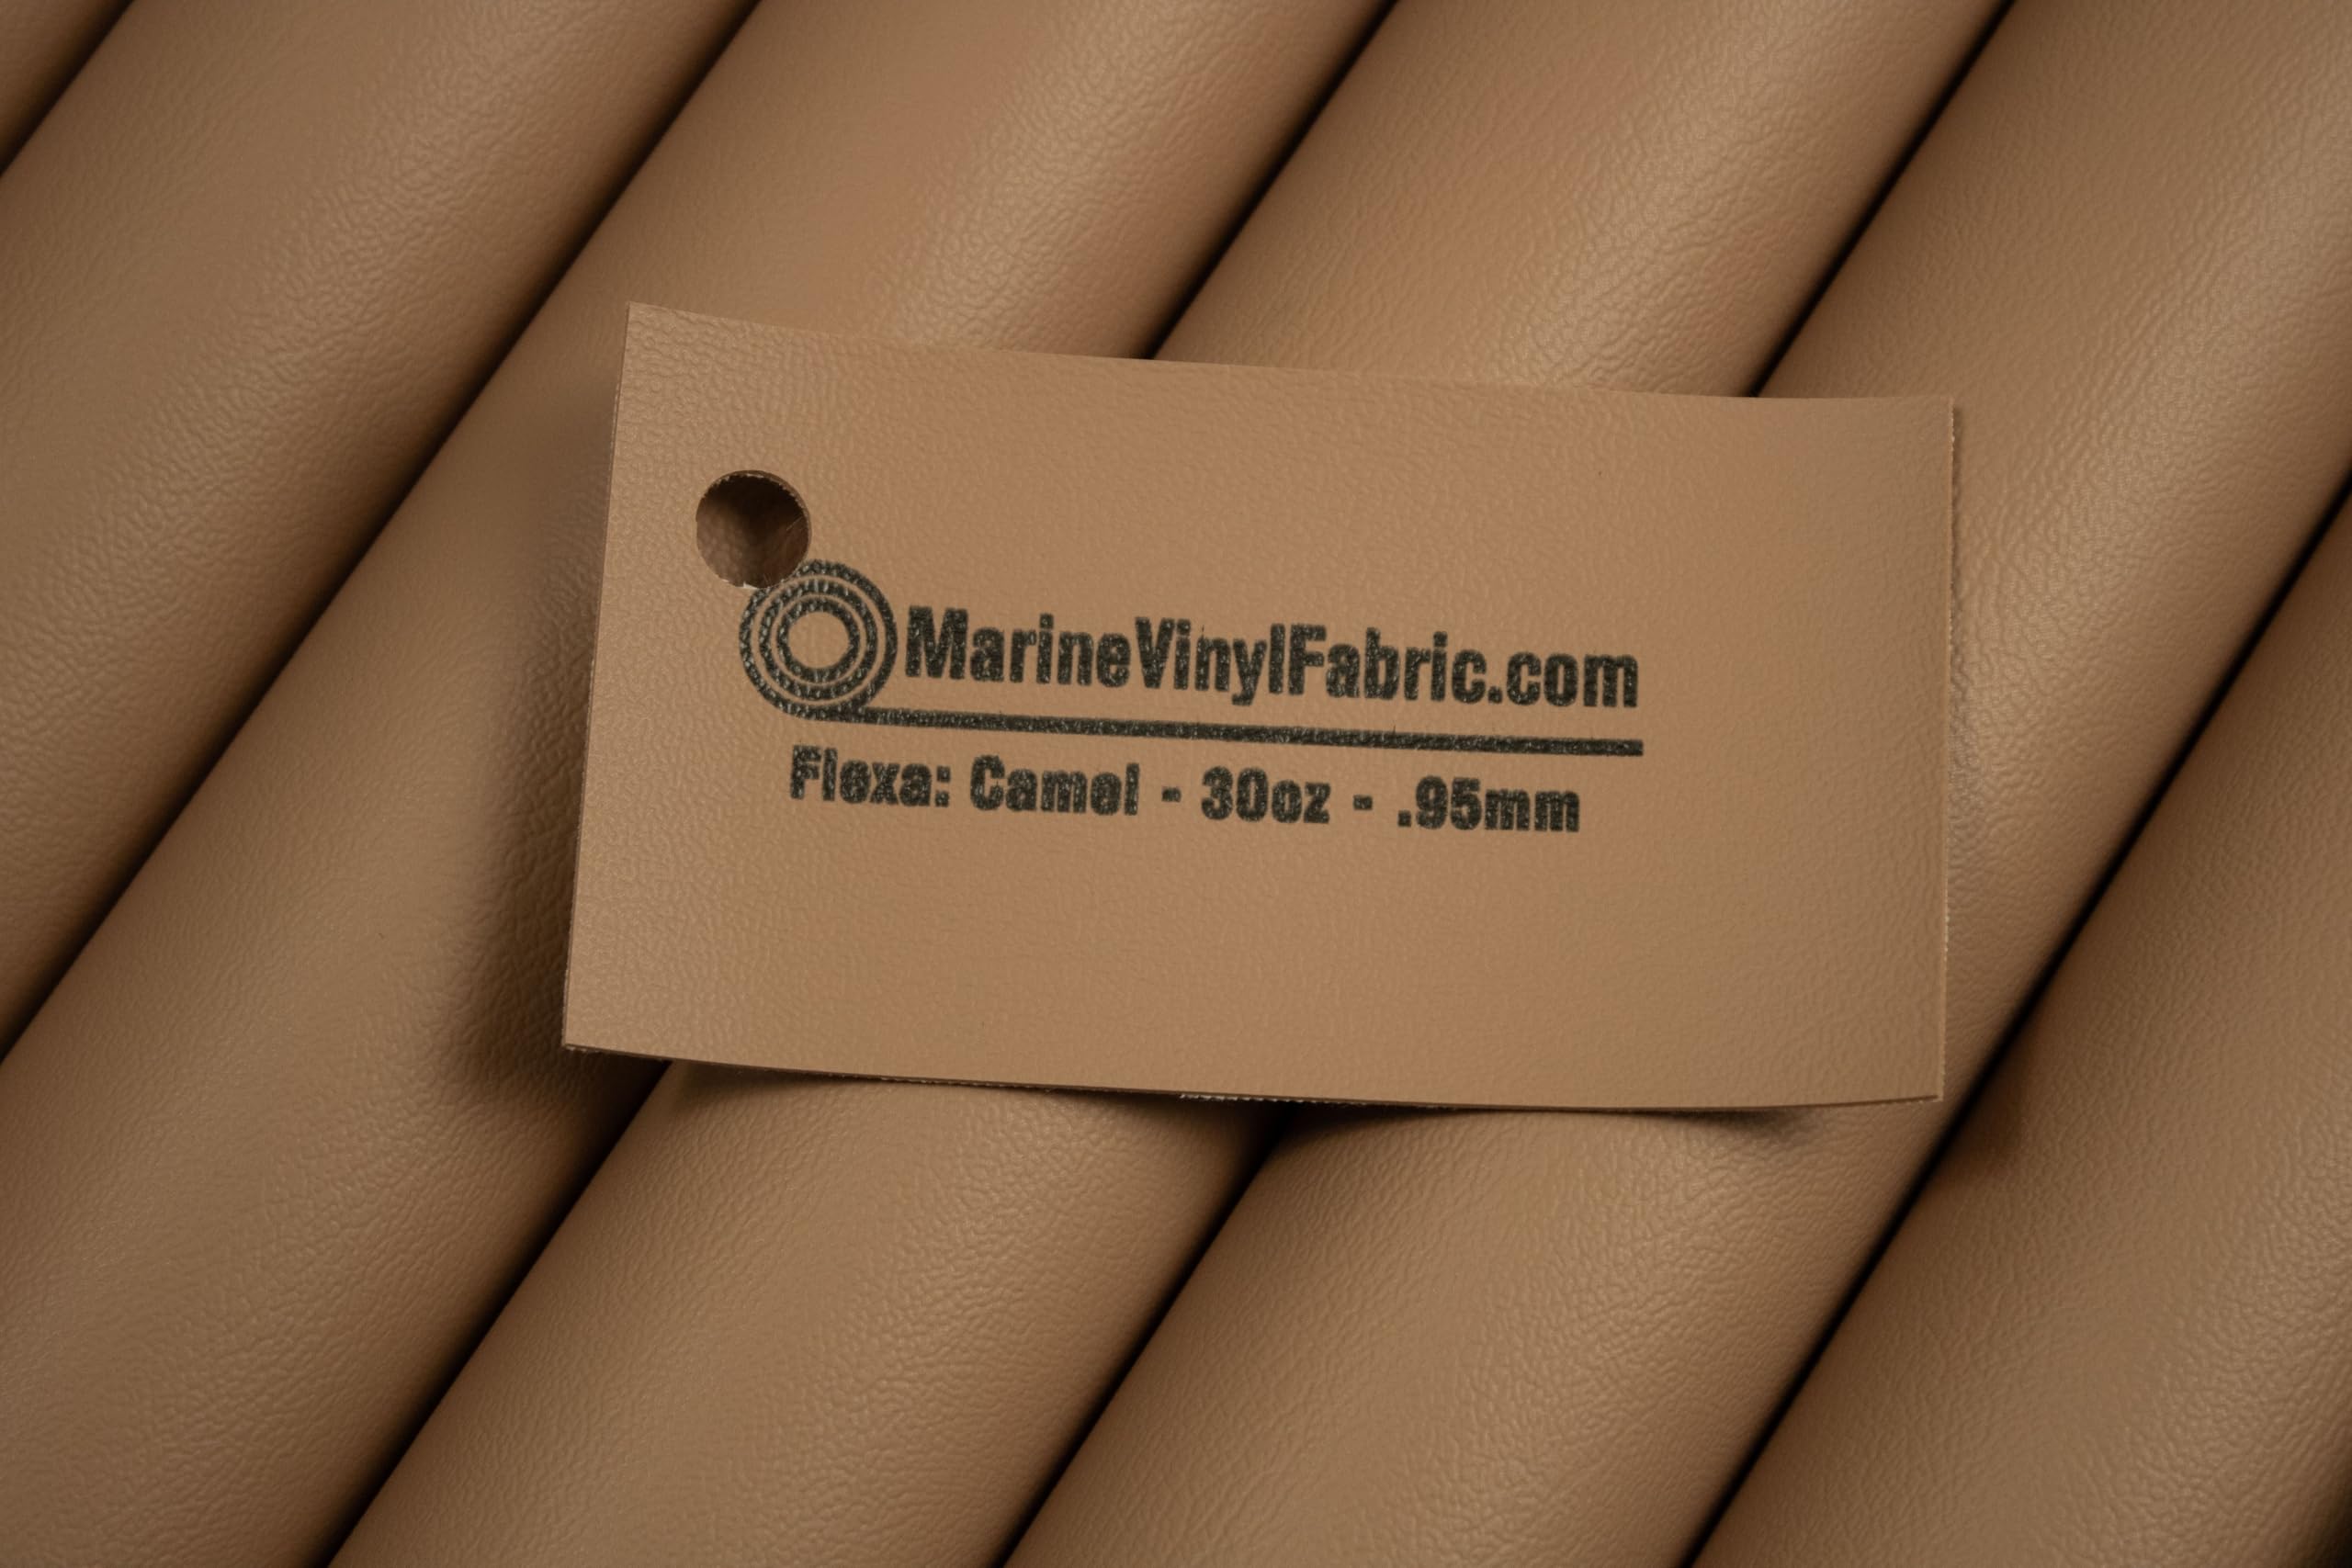 MarineVinylFabric.com
Flexa: Camel - 30oz - .95mm